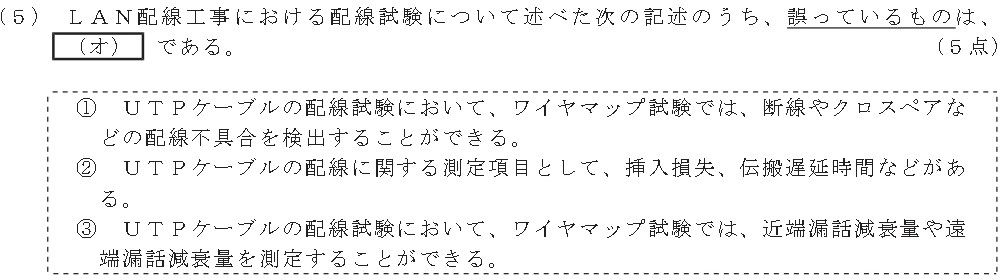 （５） ＬＡＮ配線工事における配線試験について述べた次の記述のうち、誤っているものは、
（オ） である。 （５点）
① ＵＴＰケーブルの配線試験において、ワイヤマップ試験では、断線やクロスペアな
どの配線不具合を検出することができる。
② ＵＴＰケーブルの配線に関する測定項目として、挿入損失、伝搬遅延時間などがあ
る。
③ ＵＴＰケーブルの配線試験において、ワイヤマップ試験では、近端漏話減衰量や遠
端漏話減衰量を測定することができる。